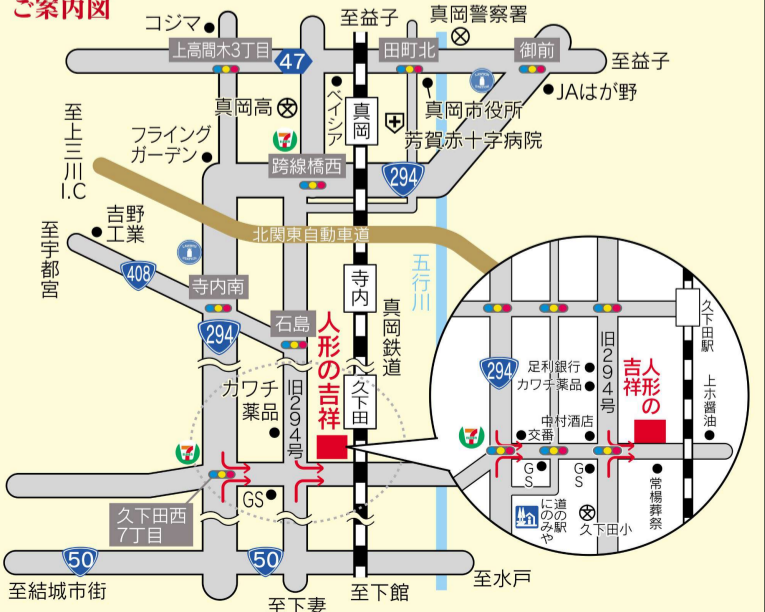 ご案内図
コジマ
至益子
真岡警察署
上高間木3丁目
47
田町北
御前
至益子
JAはが野
真岡高
ベイシア
真岡
真岡市役所
芳賀赤十字病院
至上三川I.C
フライング
ガーデン
7
跨線橋西
294
吉野
工業
北関東自動車道
至宇都宮
408
寺内南
294
石島
寺内
真岡鉄道
五行川
人形の吉祥
カワチ
薬品
旧294号
久下田
7
GS
久下田西
7丁目
50
50
至結城市街
至下妻
至下館
至水戸
久下田駅
294
足利銀行
カワチ薬品
旧294号
人形の
吉祥
上ホ醤油
中村酒店
交番
7
GS
GS
道の駅
にのみや
久下田小
常楊葬祭